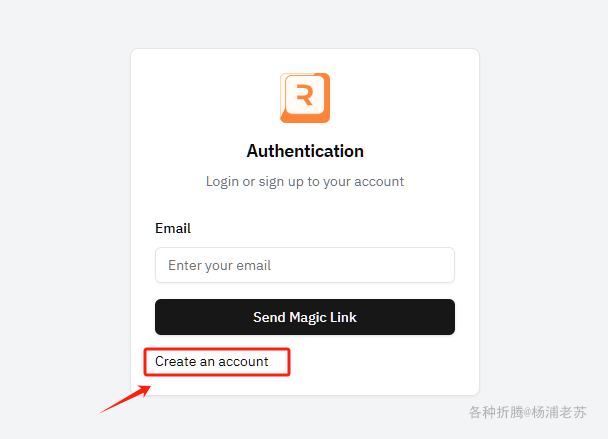 R
Authentication
Login or sign up to your account
Email
Enter your email
Send Magic Link
Create an account
各种折腾@杨浦老苏